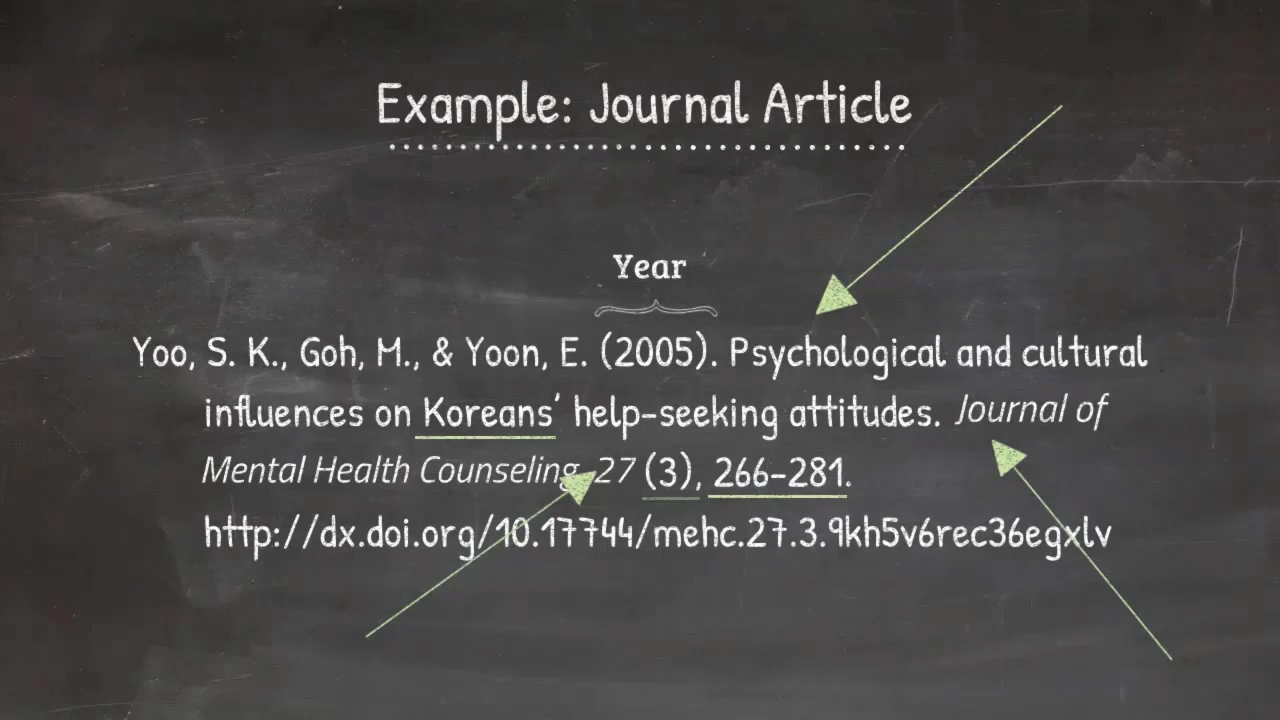 Example: Journal Article
Year
Yoo, S. K., Goh, M., & Yoon, E. (2005). Psychological and cultural
influences on Koreans' help-seeking attitudes. Journal of
Mental Health Counseling, 27 (3), 266-281.
http://dx.doi.org/10.17744/mehc.27.3.9kh5v6rec36egxlv